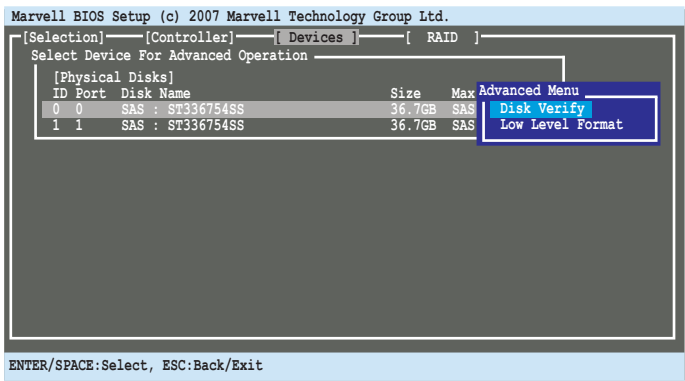 Marvell BIOS Setup (c) 2007 Marvell Technology Group Ltd.
[Selection] [Controller] [ Devices ] [ RAID ]
Select Device For Advanced Operation
[Physical Disks]
ID Port Disk Name Size Max
0 0 SAS : ST336754SS 36.7GB SAS
1 1 SAS : ST336754SS 36.7GB SAS
Advanced Menu
Disk Verify
Low Level Format
ENTER/SPACE:Select, ESC:Back/Exit